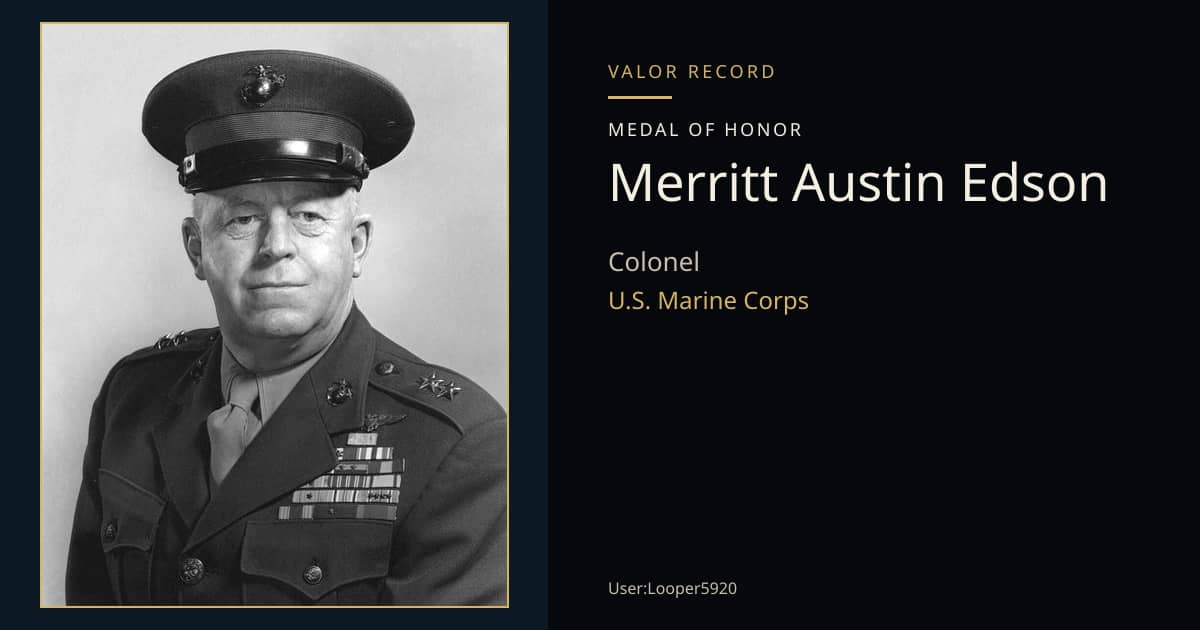 VALOR RECORD
MEDAL OF HONOR
Merritt Austin Edson
Colonel
U.S. Marine Corps
User:Looper5920